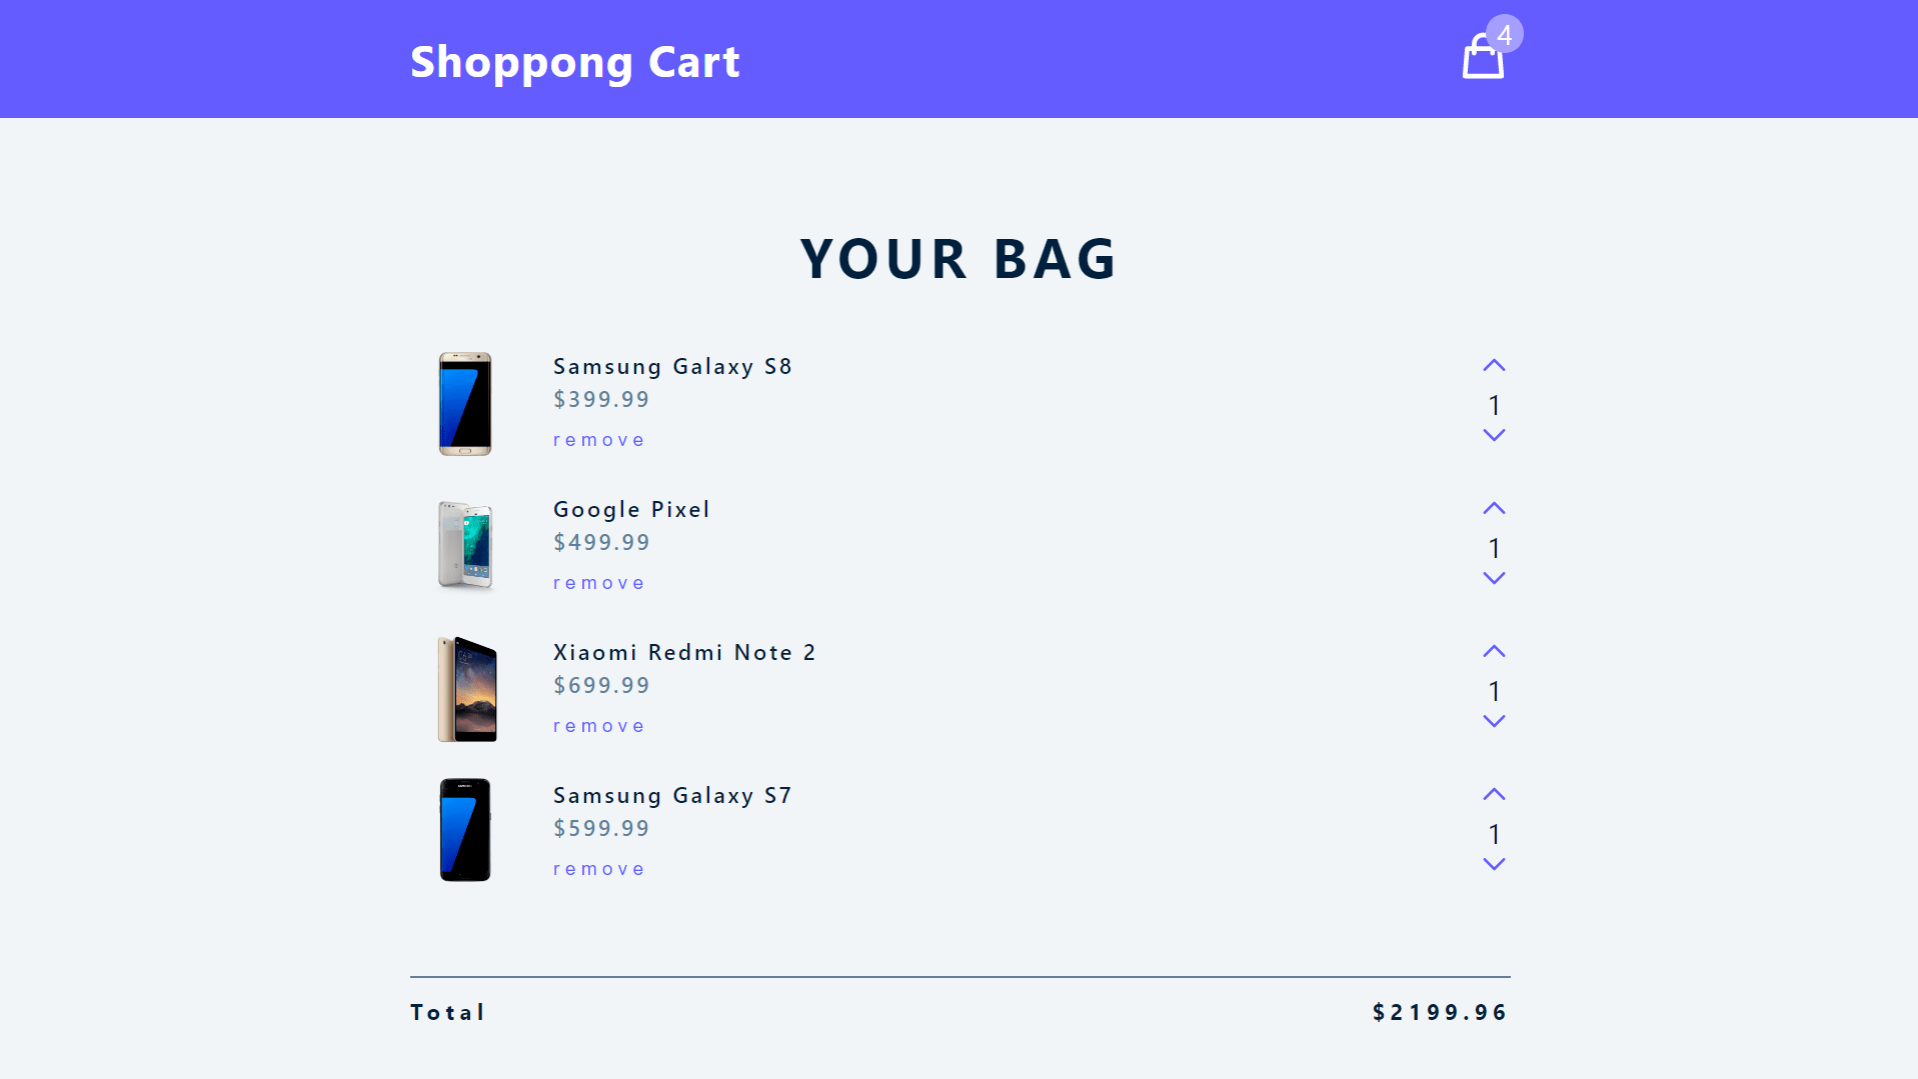 Shoppong Cart
4
YOUR BAG
Samsung Galaxy S8
$399.99
remove
1
Google Pixel
$499.99
remove
1
Xiaomi Redmi Note 2
$699.99
remove
1
Samsung Galaxy S7
$599.99
remove
1
Total
$2199.96